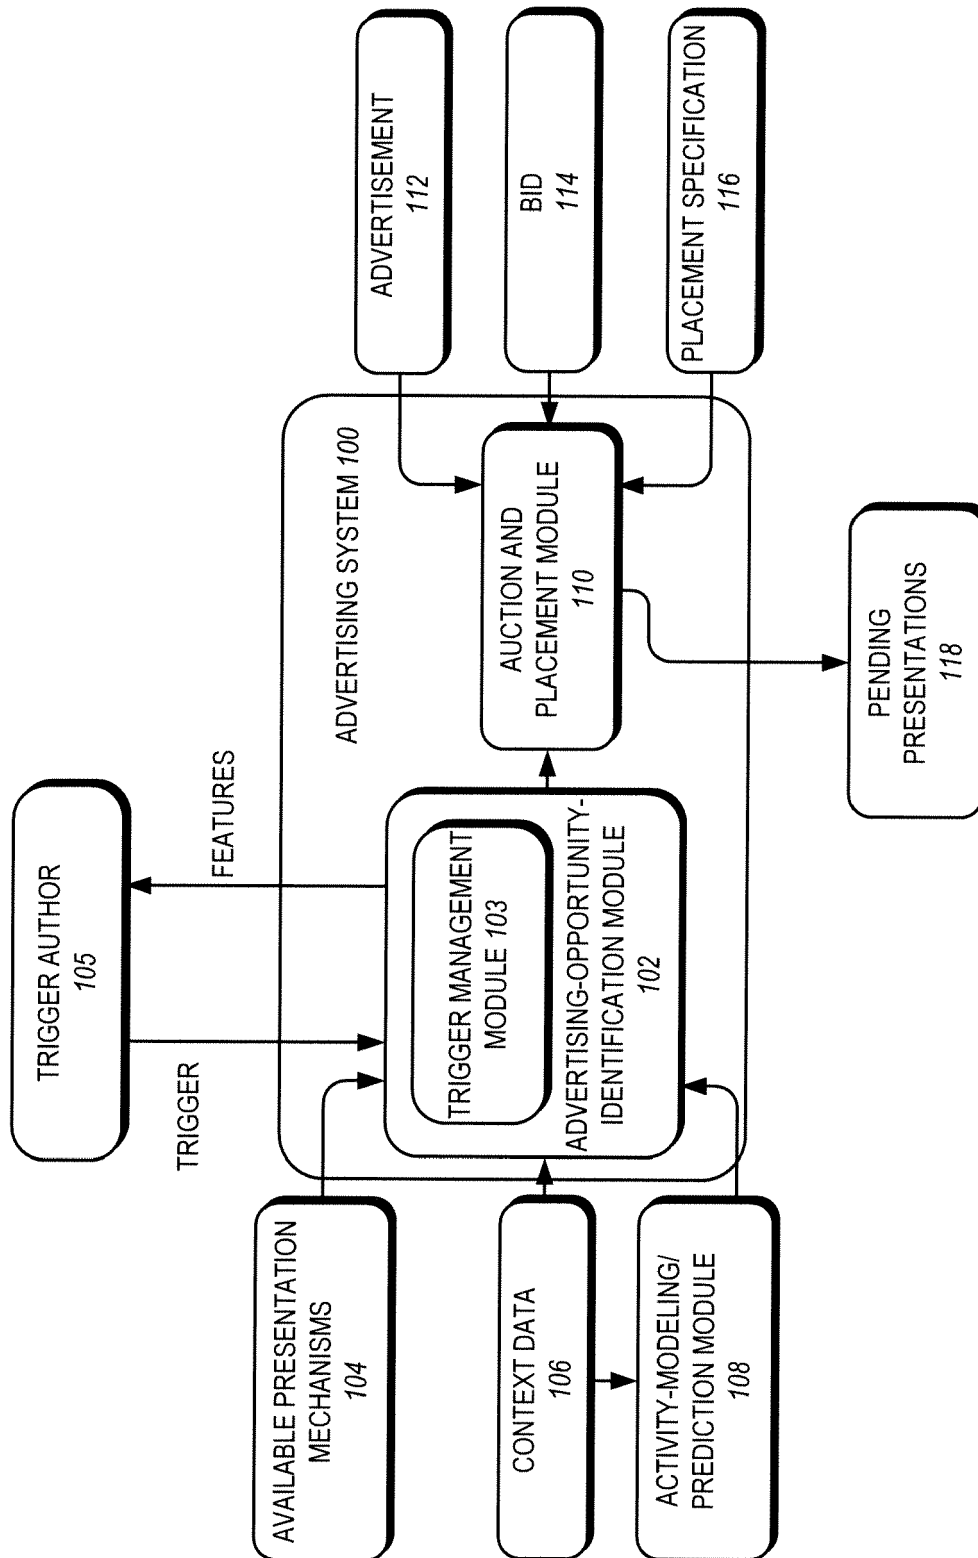 TRIGGER AUTHOR
105
TRIGGER
FEATURES
ADVERTISING SYSTEM 100
AVAILABLE PRESENTATION
MECHANISMS
104
CONTEXT DATA
106
ACTIVITY-MODELING/
PREDICTION MODULE
108
TRIGGER MANAGEMENT
MODULE 103
ADVERTISING-OPPORTUNITY-
IDENTIFICATION MODULE
102
AUCTION AND
PLACEMENT MODULE
110
ADVERTISEMENT
112
BID
114
PLACEMENT SPECIFICATION
116
PENDING
PRESENTATIONS
118